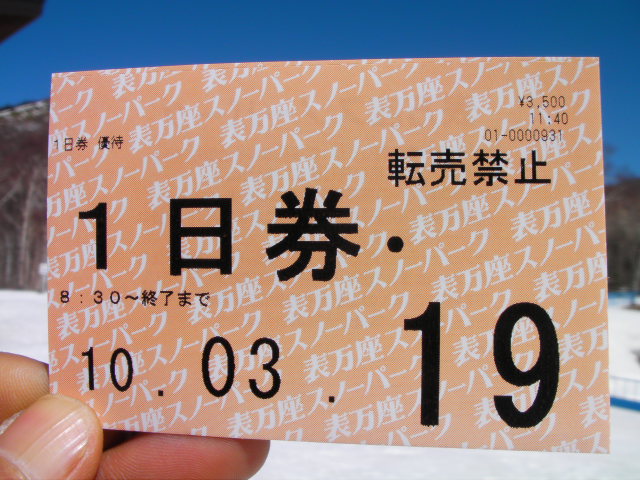 ¥3,500
11:40
01-0000931
1日券 優待
転売禁止
1日券・
8:30〜終了まで
10.03.19
表万座スノーパーク